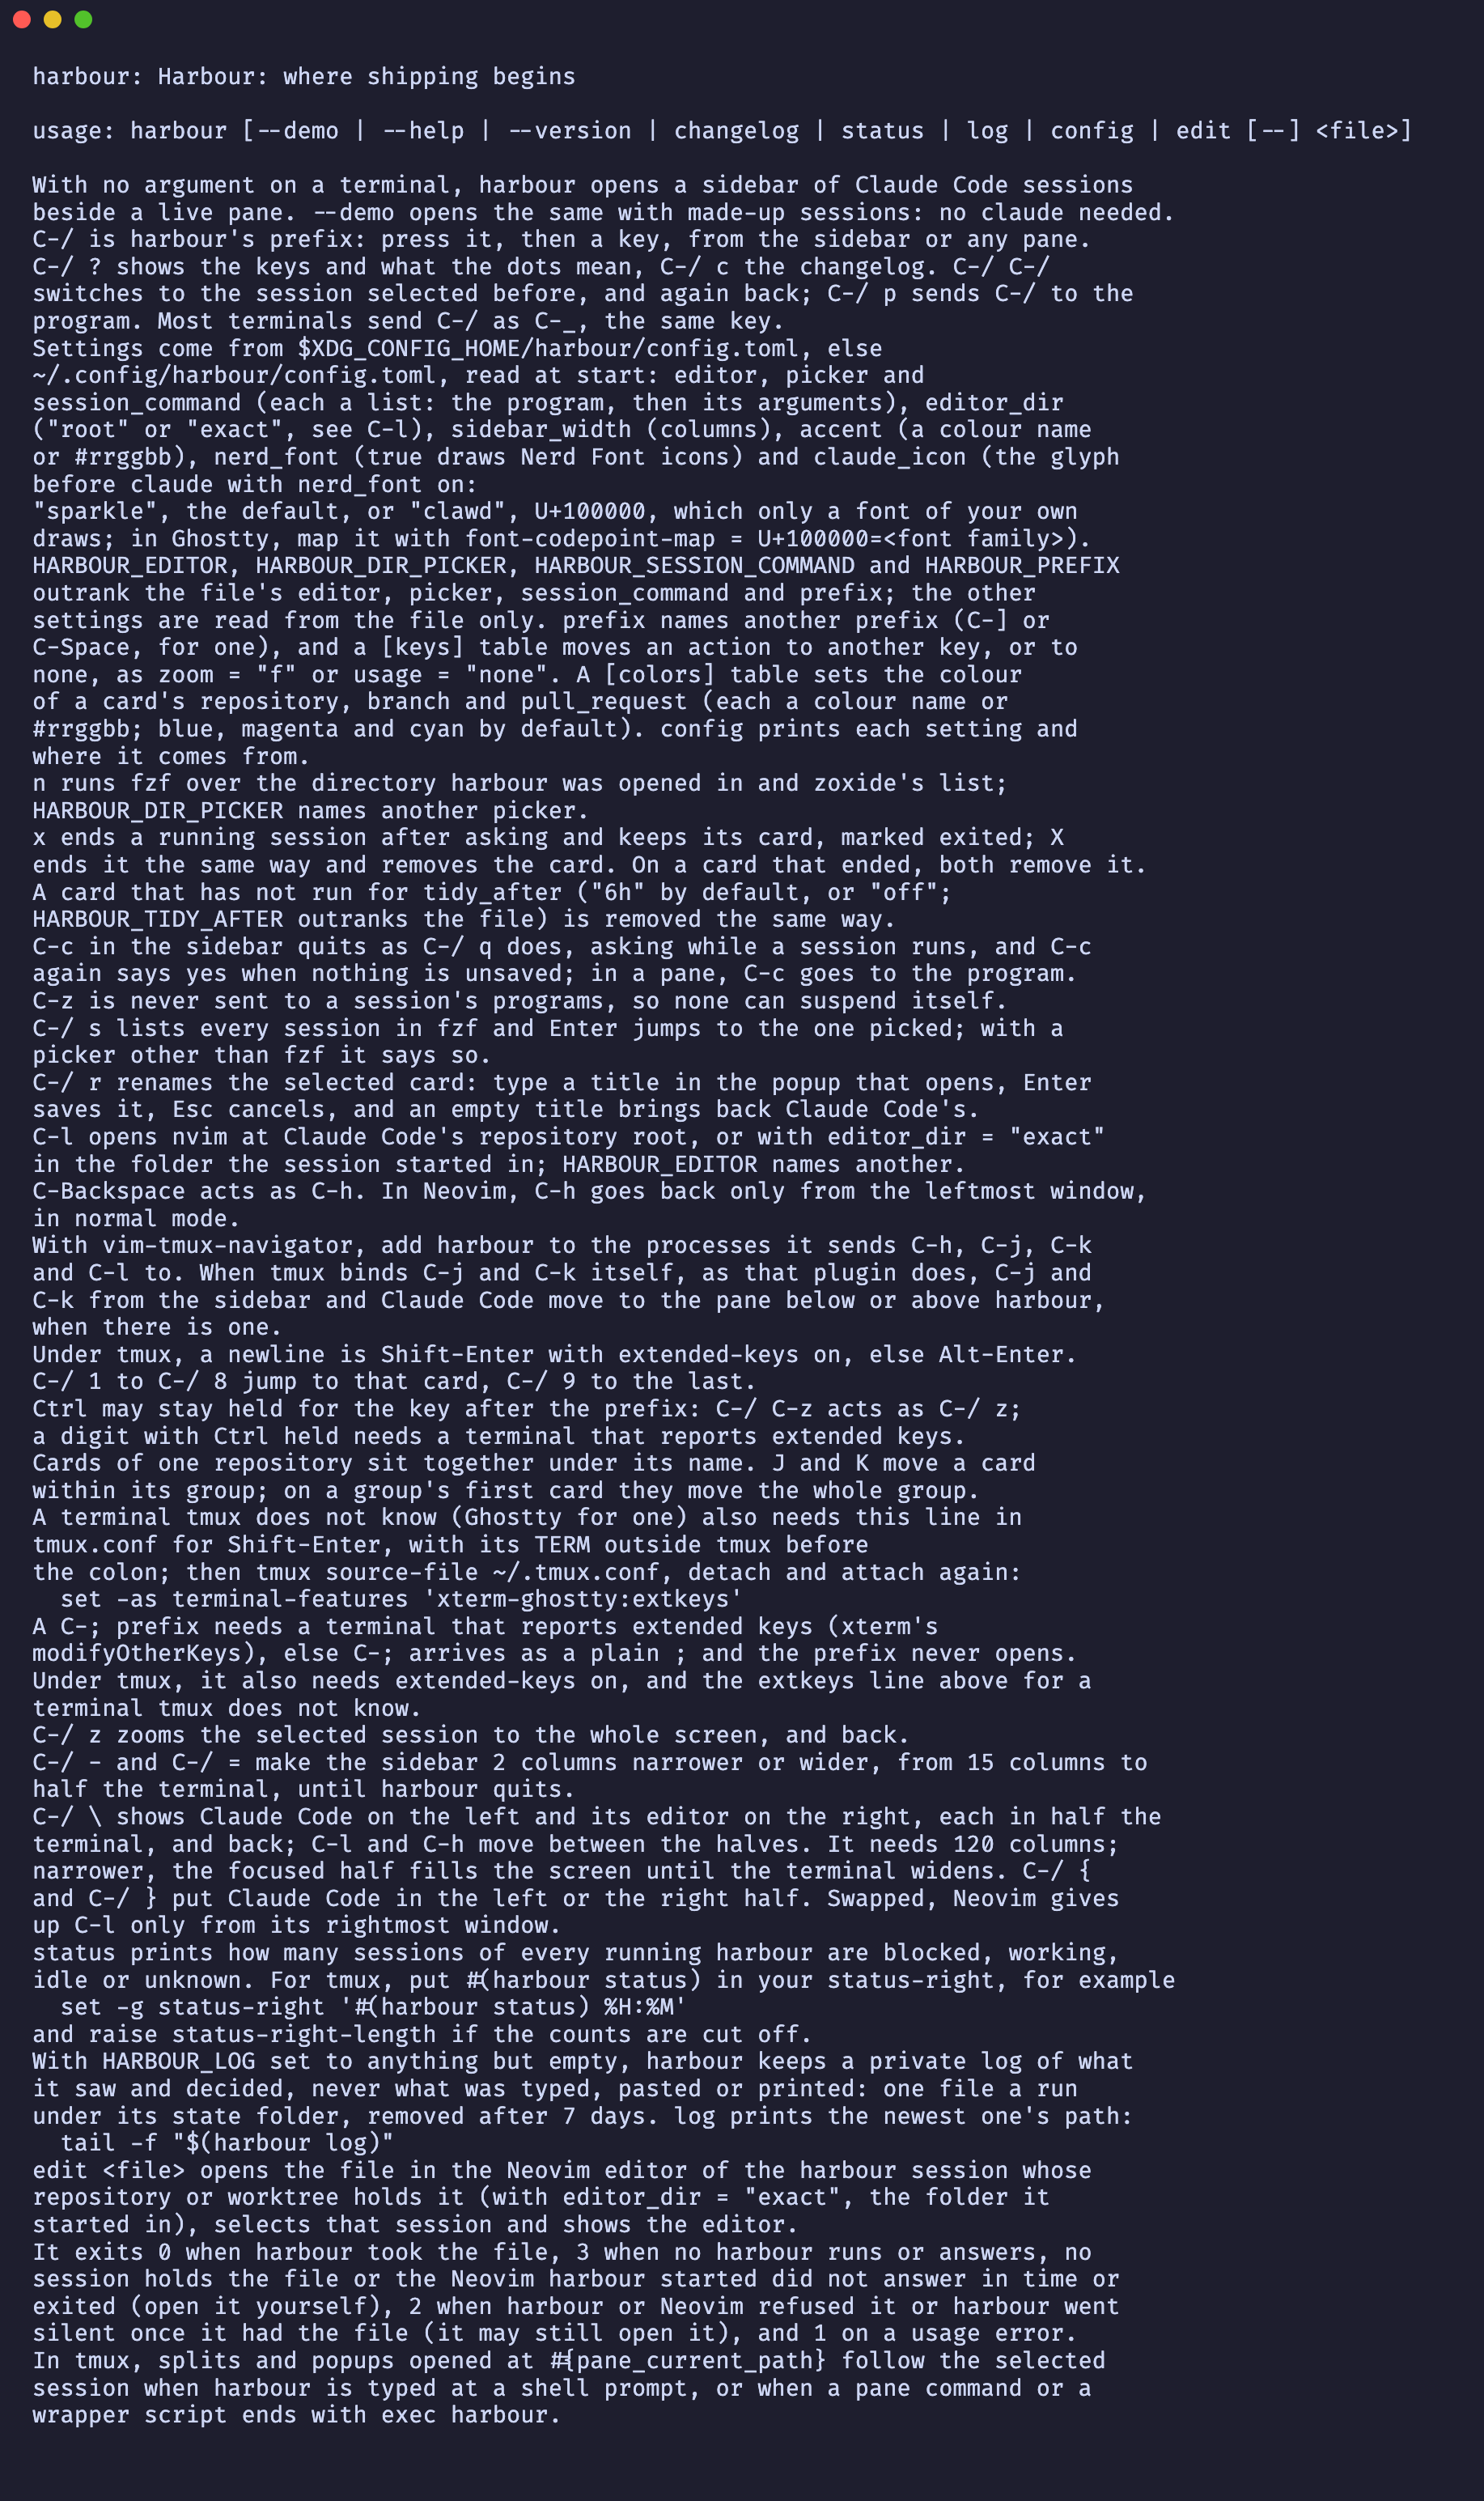 harbour: Harbour: where shipping begins
usage: harbour [--demo | --help | --version | changelog | status | log | config | edit [--] <file>]
With no argument on a terminal, harbour opens a sidebar of Claude Code sessions
beside a live pane. --demo opens the same with made-up sessions: no claude needed.
C-/ is harbour's prefix: press it, then a key, from the sidebar or any pane.
C-/ ? shows the keys and what the dots mean, C-/ c the changelog. C-/ C-/
switches to the session selected before, and again back; C-/ p sends C-/ to the
program. Most terminals send C-/ as C-_, the same key.
Settings come from $XDG_CONFIG_HOME/harbour/config.toml, else
~/.config/harbour/config.toml, read at start: editor, picker and
session_command (each a list: the program, then its arguments), editor_dir
("root" or "exact", see C-l), sidebar_width (columns), accent (a colour name
or #rrggbb), nerd_font (true draws Nerd Font icons) and claude_icon (the glyph
before claude with nerd_font on:
"sparkle", the default, or "clawd", U+100000, which only a font of your own
draws; in Ghostty, map it with font-codepoint-map = U+100000=<font family>).
HARBOUR_EDITOR, HARBOUR_DIR_PICKER, HARBOUR_SESSION_COMMAND and HARBOUR_PREFIX
outrank the file's editor, picker, session_command and prefix; the other
settings are read from the file only. prefix names another prefix (C-] or
C-Space, for one), and a [keys] table moves an action to another key, or to
none, as zoom = "f" or usage = "none". A [colors] table sets the colour
of a card's repository, branch and pull_request (each a colour name or
#rrggbb; blue, magenta and cyan by default). config prints each setting and
where it comes from.
n runs fzf over the directory harbour was opened in and zoxide's list;
HARBOUR_DIR_PICKER names another picker.
x ends a running session after asking and keeps its card, marked exited; X
ends it the same way and removes the card. On a card that ended, both remove it.
A card that has not run for tidy_after ("6h" by default, or "off";
HARBOUR_TIDY_AFTER outranks the file) is removed the same way.
C-c in the sidebar quits as C-/ q does, asking while a session runs, and C-c
again says yes when nothing is unsaved; in a pane, C-c goes to the program.
C-z is never sent to a session's programs, so none can suspend itself.
C-/ s lists every session in fzf and Enter jumps to the one picked; with a
picker other than fzf it says so.
C-/ r renames the selected card: type a title in the popup that opens, Enter
saves it, Esc cancels, and an empty title brings back Claude Code's.
C-l opens nvim at Claude Code's repository root, or with editor_dir = "exact"
in the folder the session started in; HARBOUR_EDITOR names another.
C-Backspace acts as C-h. In Neovim, C-h goes back only from the leftmost window,
in normal mode.
With vim-tmux-navigator, add harbour to the processes it sends C-h, C-j, C-k
and C-l to. When tmux binds C-j and C-k itself, as that plugin does, C-j and
C-k from the sidebar and Claude Code move to the pane below or above harbour,
when there is one.
Under tmux, a newline is Shift-Enter with extended-keys on, else Alt-Enter.
C-/ 1 to C-/ 8 jump to that card, C-/ 9 to the last.
Ctrl may stay held for the key after the prefix: C-/ C-z acts as C-/ z;
a digit with Ctrl held needs a terminal that reports extended keys.
Cards of one repository sit together under its name. J and K move a card
within its group; on a group's first card they move the whole group.
A terminal tmux does not know (Ghostty for one) also needs this line in
tmux.conf for Shift-Enter, with its TERM outside tmux before
the colon; then tmux source-file ~/.tmux.conf, detach and attach again:
  set -as terminal-features 'xterm-ghostty:extkeys'
A C-; prefix needs a terminal that reports extended keys (xterm's
modifyOtherKeys), else C-; arrives as a plain ; and the prefix never opens.
Under tmux, it also needs extended-keys on, and the extkeys line above for a
terminal tmux does not know.
C-/ z zooms the selected session to the whole screen, and back.
C-/ - and C-/ = make the sidebar 2 columns narrower or wider, from 15 columns to
half the terminal, until harbour quits.
C-/ \ shows Claude Code on the left and its editor on the right, each in half the
terminal, and back; C-l and C-h move between the halves. It needs 120 columns;
narrower, the focused half fills the screen until the terminal widens. C-/ {
and C-/ } put Claude Code in the left or the right half. Swapped, Neovim gives
up C-l only from its rightmost window.
status prints how many sessions of every running harbour are blocked, working,
idle or unknown. For tmux, put #(harbour status) in your status-right, for example
  set -g status-right '#(harbour status) %H:%M'
and raise status-right-length if the counts are cut off.
With HARBOUR_LOG set to anything but empty, harbour keeps a private log of what
it saw and decided, never what was typed, pasted or printed: one file a run
under its state folder, removed after 7 days. log prints the newest one's path:
  tail -f "$(harbour log)"
edit <file> opens the file in the Neovim editor of the harbour session whose
repository or worktree holds it (with editor_dir = "exact", the folder it
started in), selects that session and shows the editor.
It exits 0 when harbour took the file, 3 when no harbour runs or answers, no
session holds the file or the Neovim harbour started did not answer in time or
exited (open it yourself), 2 when harbour or Neovim refused it or harbour went
silent once it had the file (it may still open it), and 1 on a usage error.
In tmux, splits and popups opened at #{pane_current_path} follow the selected
session when harbour is typed at a shell prompt, or when a pane command or a
wrapper script ends with exec harbour.